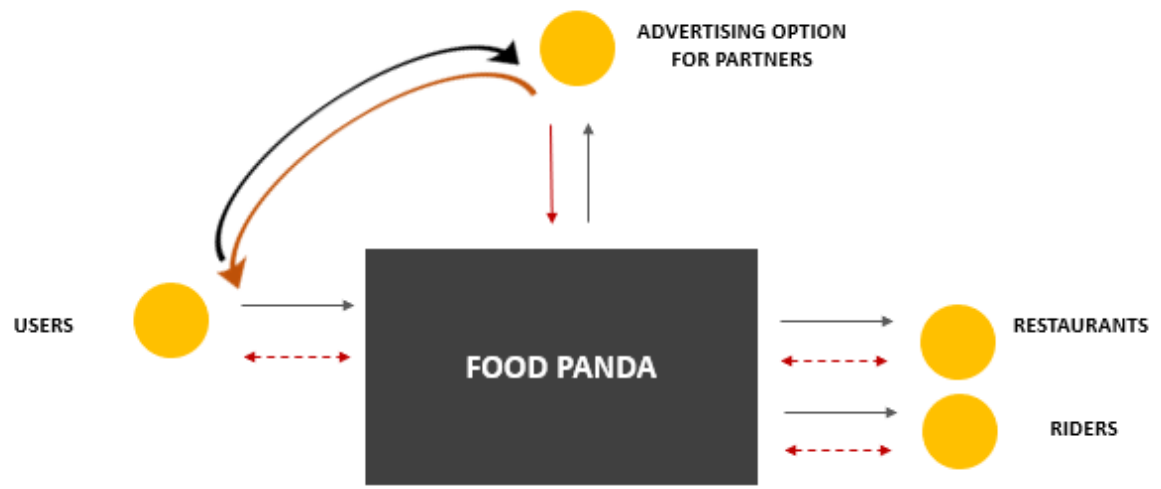 ADVERTISING OPTION
FOR PARTNERS
USERS
FOOD PANDA
RESTAURANTS
RIDERS